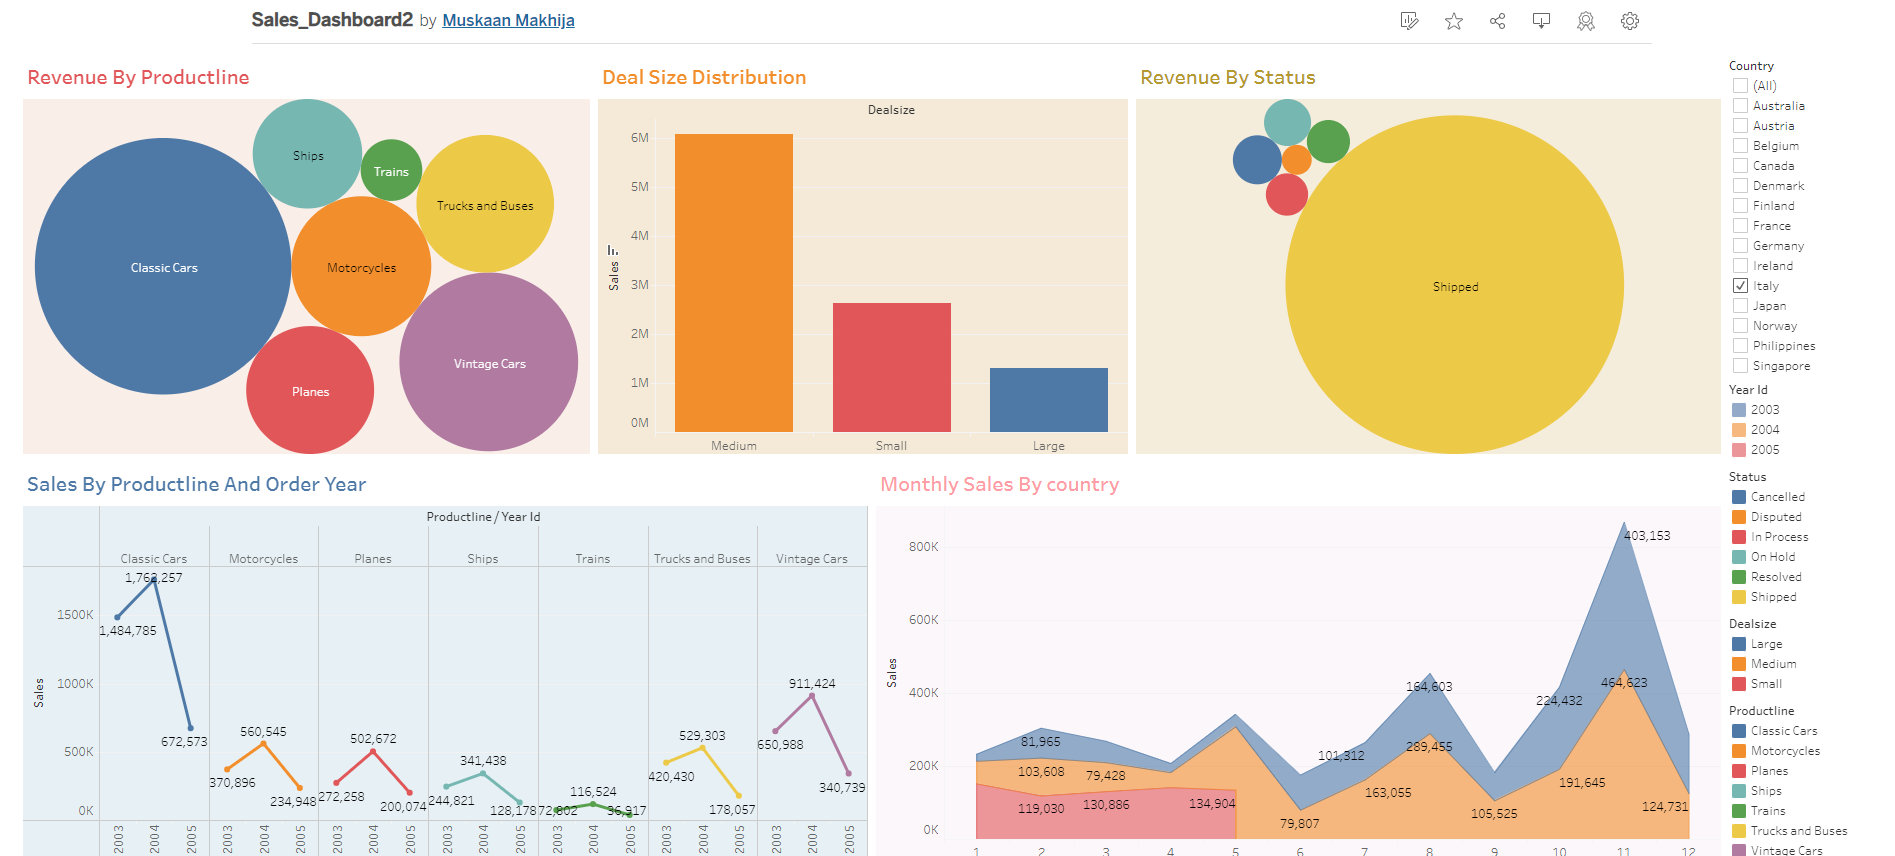 Sales_Dashboard2 by Muskaan Makhija
Revenue By Productline
Classic Cars
Ships
Trains
Trucks and Buses
Motorcycles
Planes
Vintage Cars
Deal Size Distribution
Dealsize
Sales
6M
5M
4M
3M
2M
1M
0M
Medium Small Large
Revenue By Status
Shipped
Sales By Productline And Order Year
Productline / Year Id
Classic Cars Motorcycles Planes Ships Trains Trucks and Buses Vintage Cars
Sales
1500K
1000K
500K
0K
1,484,785 1,763,257 672,573
370,896 560,545 234,948
272,258 502,672 200,074
244,821 341,438 128,178
72,802 116,524 36,917
420,430 529,303 178,057
650,988 911,424 340,739
2003 2004 2005 2003 2004 2005 2003 2004 2005 2003 2004 2005 2003 2004 2005 2003 2004 2005 2003 2004 2005
Monthly Sales By country
Sales
800K
600K
400K
200K
0K
81,965 101,312 164,603 224,432 403,153
103,608 79,428 79,807 163,055 289,455 105,525 191,645 464,623 124,731
119,030 130,886 134,904
1 2 3 4 5 6 7 8 9 10 11 12
Country
(All)
Australia
Austria
Belgium
Canada
Denmark
Finland
France
Germany
Ireland
Italy
Japan
Norway
Philippines
Singapore
Year Id
2003
2004
2005
Status
Cancelled
Disputed
In Process
On Hold
Resolved
Shipped
Dealsize
Large
Medium
Small
Productline
Classic Cars
Motorcycles
Planes
Ships
Trains
Trucks and Buses
Vintage Cars